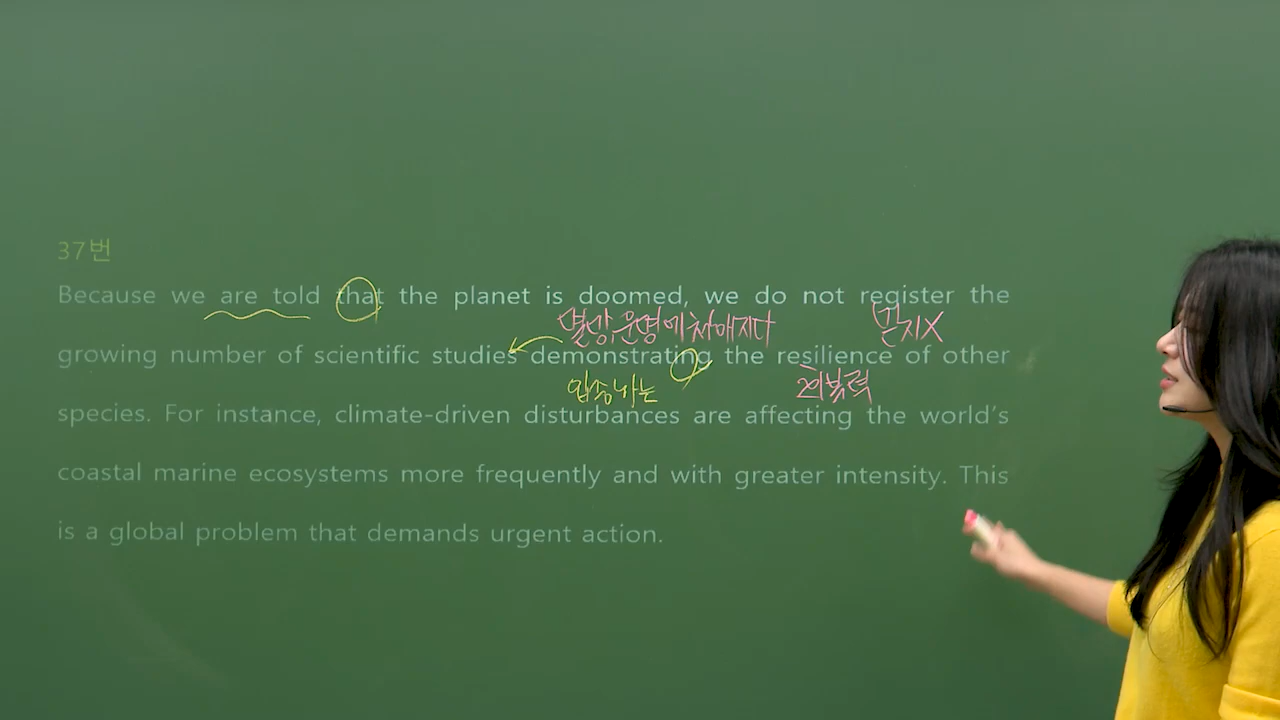 37번
Because we are told that the planet is doomed, we do not register the
멸망, 운명에 처해지다 인지X
growing number of scientific studies demonstrating the resilience of other
입증하는 회복력
species. For instance, climate-driven disturbances are affecting the world's
coastal marine ecosystems more frequently and with greater intensity. This
is a global problem that demands urgent action.